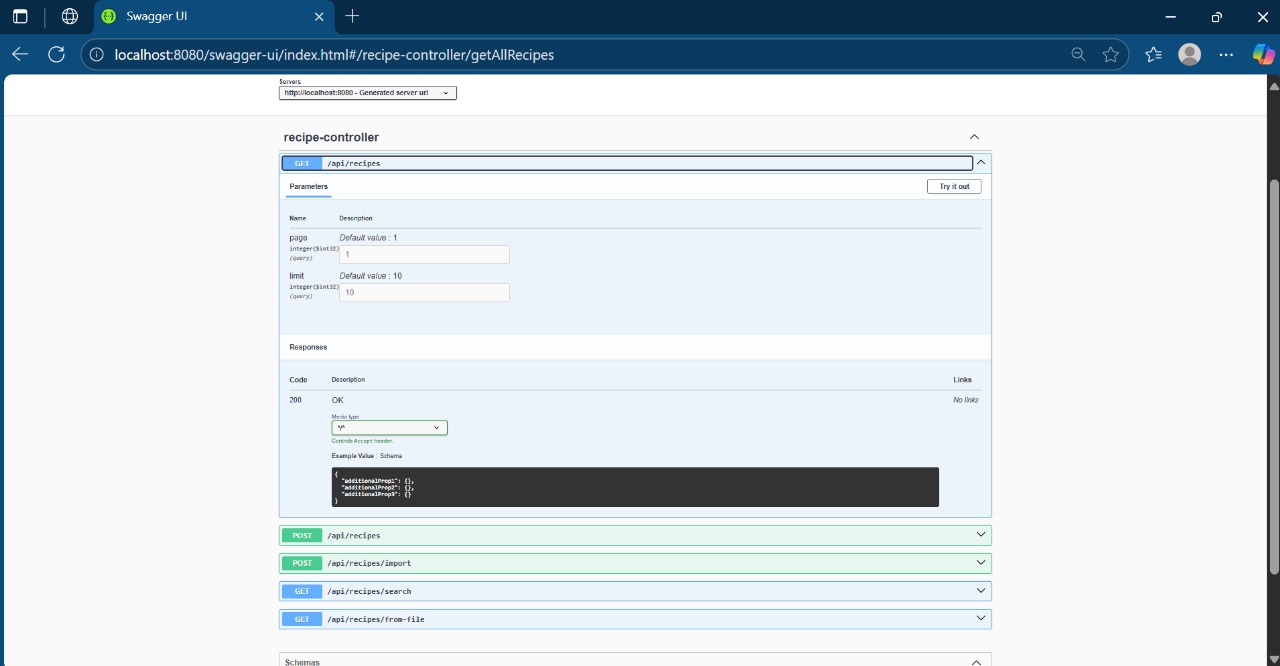 Swagger UI
localhost:8080/swagger-ui/index.html#/recipe-controller/getAllRecipes
Servers
http://localhost:8080 - Generated server url
recipe-controller
GET /api/recipes
Parameters
Try it out
Name Description
page Default value : 1
integer($int32)
(query)
1
limit Default value : 10
integer($int32)
(query)
10
Responses
Code Description Links
200 OK No links
Media type
*/*
Controls Accept header.
Example Value | Schema
{
"additionalProp1": {},
"additionalProp2": {},
"additionalProp3": {}
}
POST /api/recipes
POST /api/recipes/import
GET /api/recipes/search
GET /api/recipes/from-file
Schemas